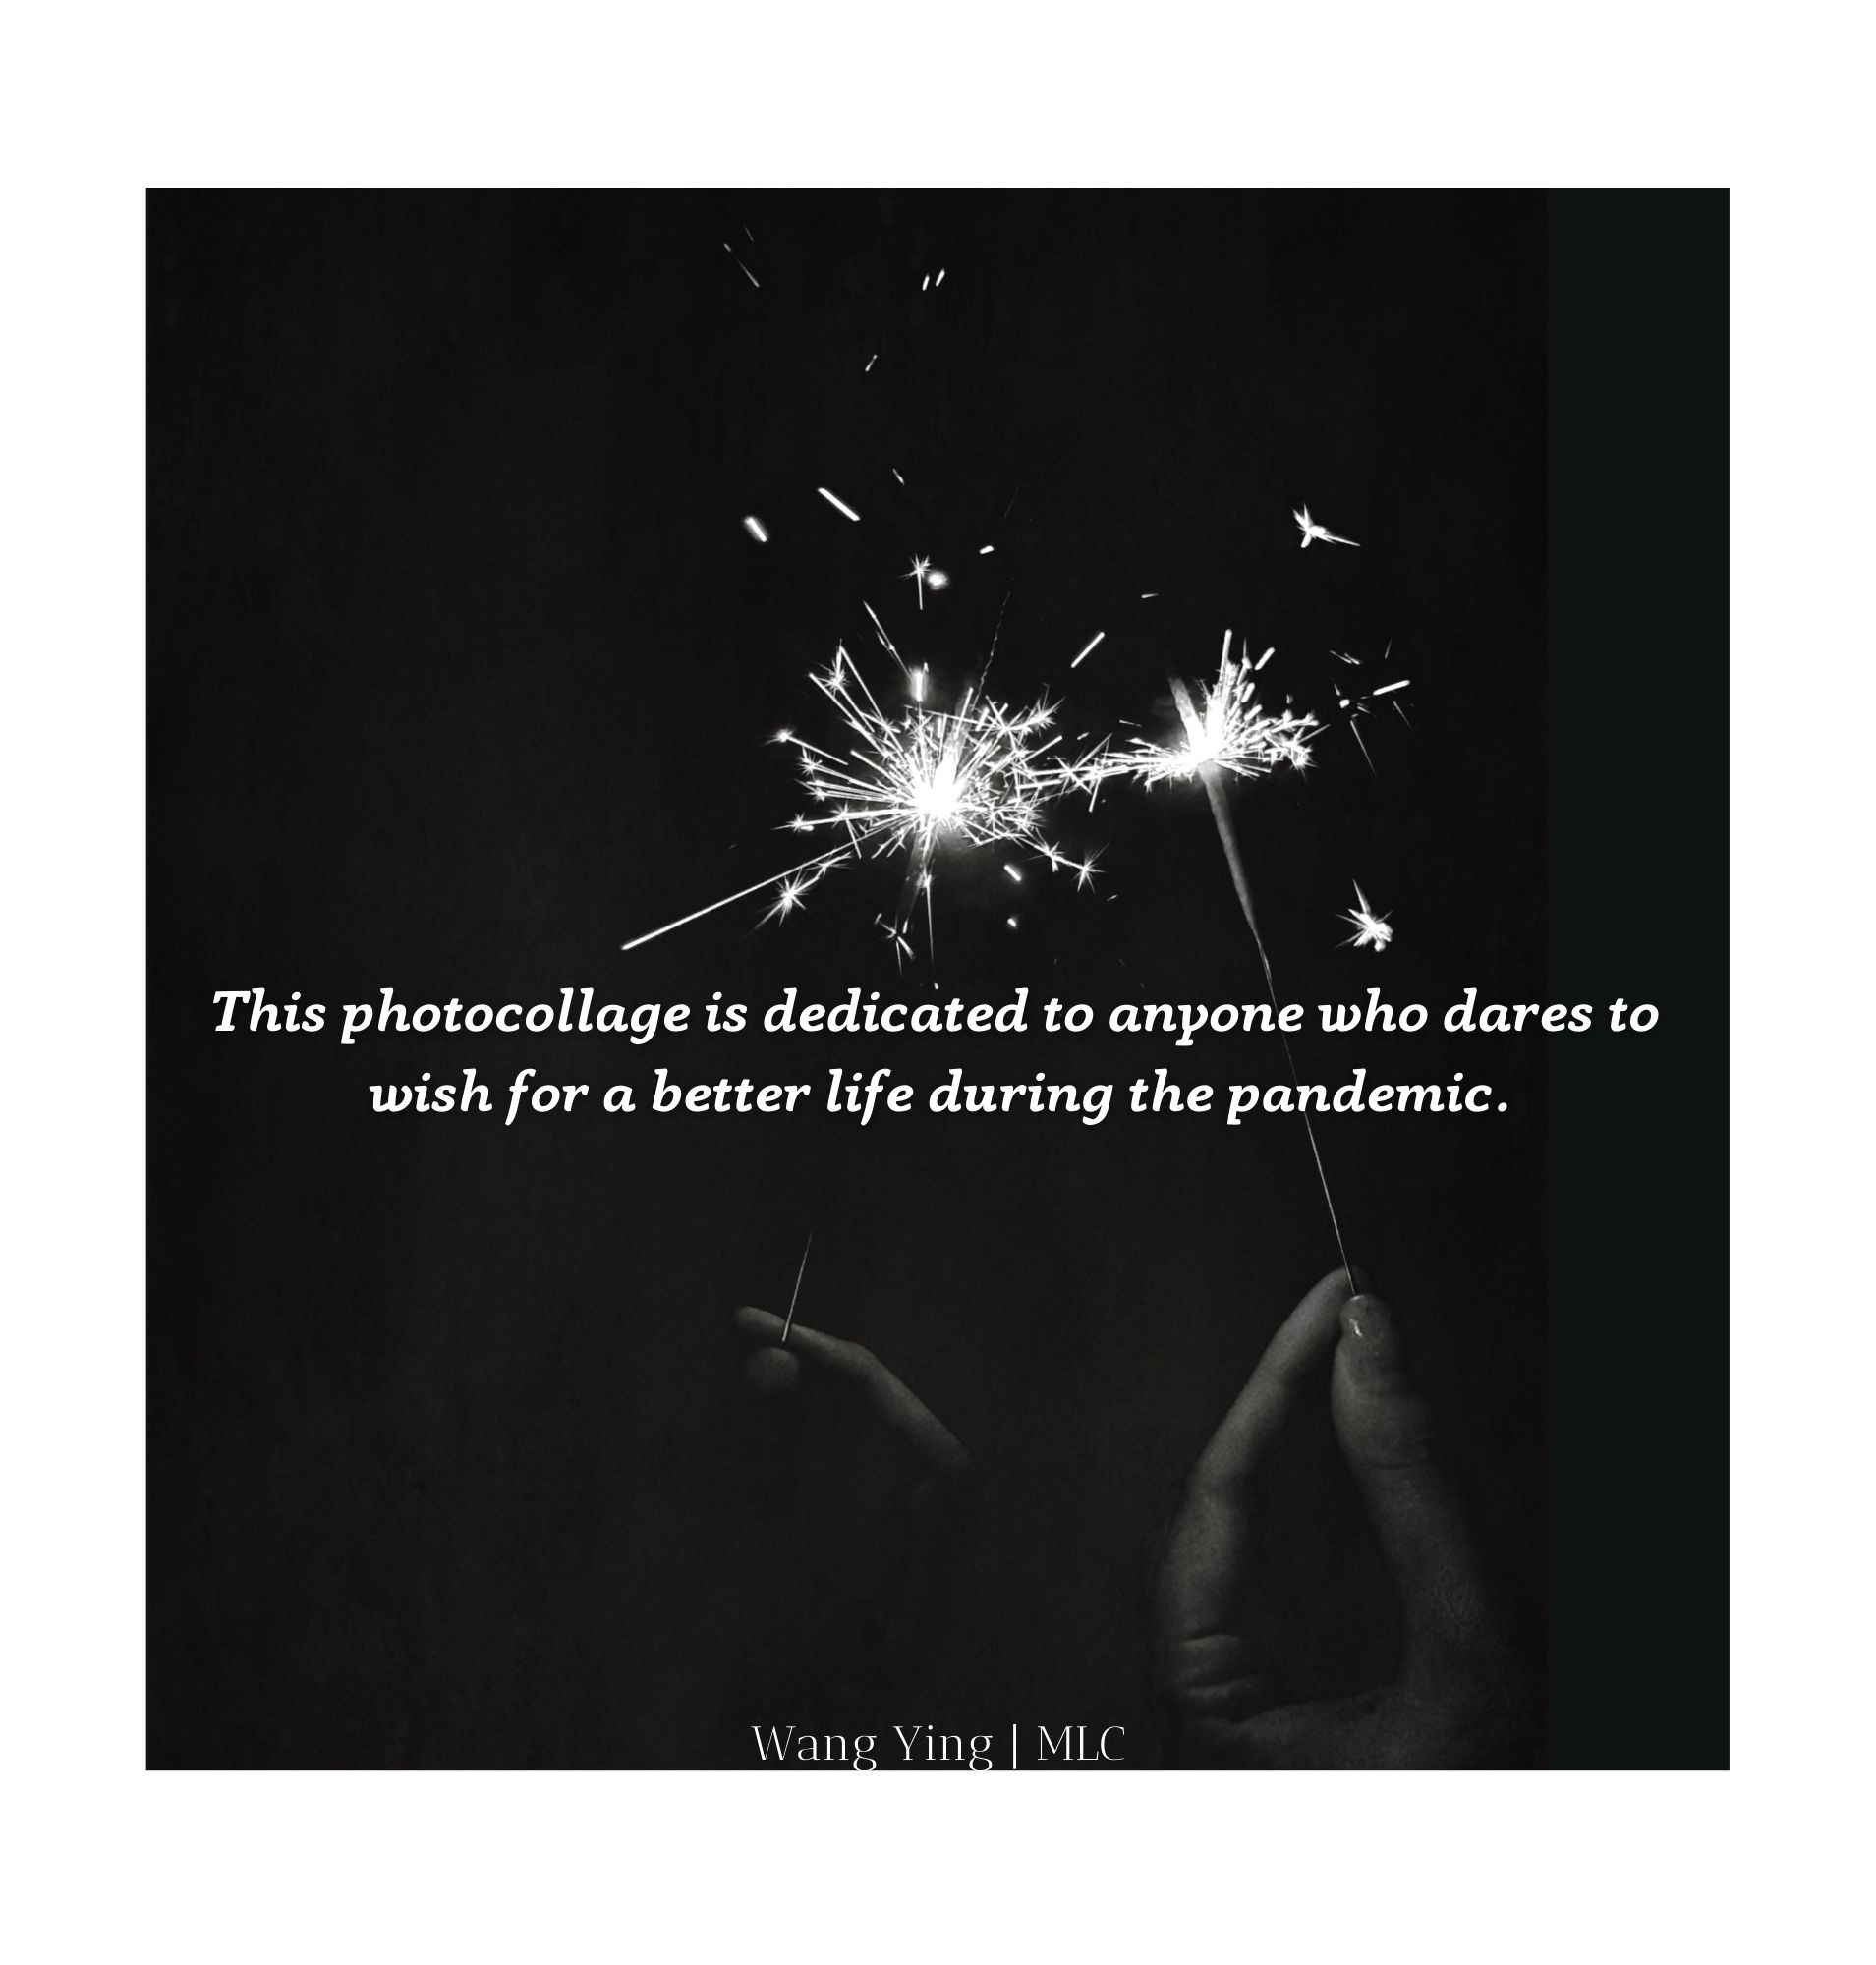 This photocollage is dedicated to anyone who dares to
wish for a better life during the pandemic.
Wang Ying | MLC